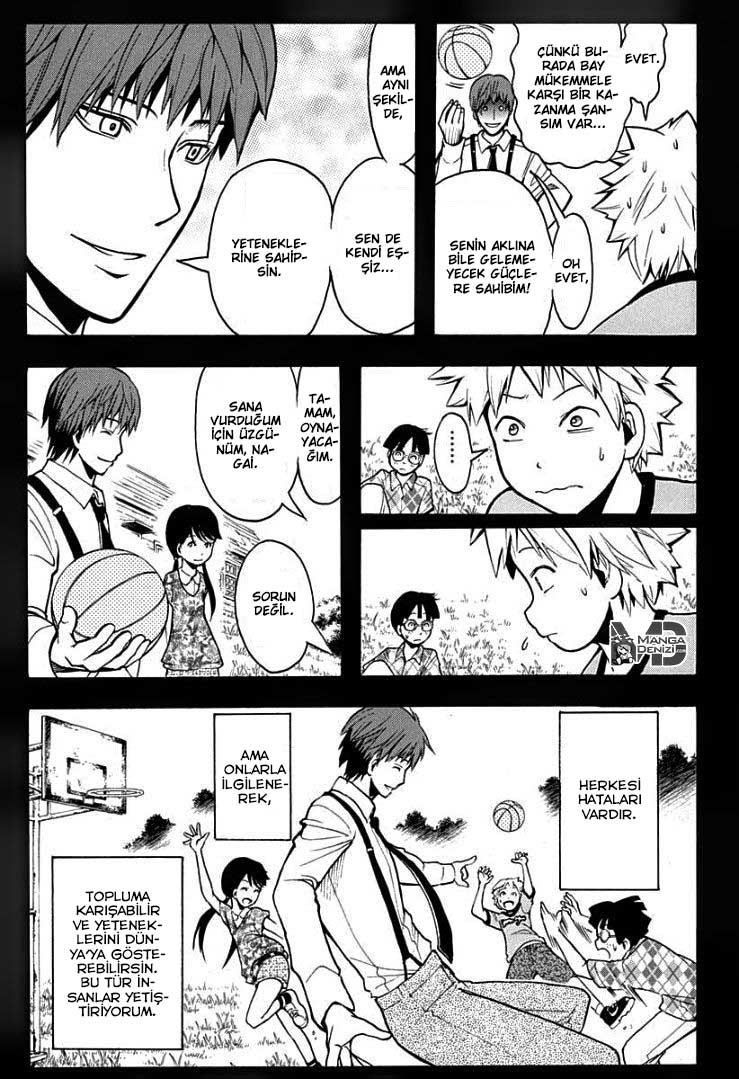 EVET.
ÇÜNKÜ BU-
RADA BAY
MÜKEMMELE
KARŞI BİR KA-
ZANMA ŞAN-
SIM VAR...
OH
EVET,
SENİN AKLINA
BİLE GELEME-
YECEK GÜÇLE-
RE SAHİBİM!
AMA
AYNI
ŞEKİL-
DE,
SEN DE
KENDİ EŞ-
SİZ...
YETENEKLE-
RİNE SAHİP-
SİN.
......
TA-
MAM,
OYNA-
YACA-
ĞIM.
SANA
VURDUĞUM
İÇİN ÜZGÜ-
NÜM, NA-
GAİ.
SORUN
DEĞİL.
MD
MANGA
DENİZİ
HERKESİ
HATALARI
VARDIR.
AMA
ONLARLA
İLGİLENE-
REK,
TOPLUMA
KARIŞABİLİR
VE YETENEK-
LERİNİ DÜN-
YA'YA GÖSTE-
REBİLİRSİN.
BU TÜR İN-
SANLAR YETİŞ-
TİRİYORUM.